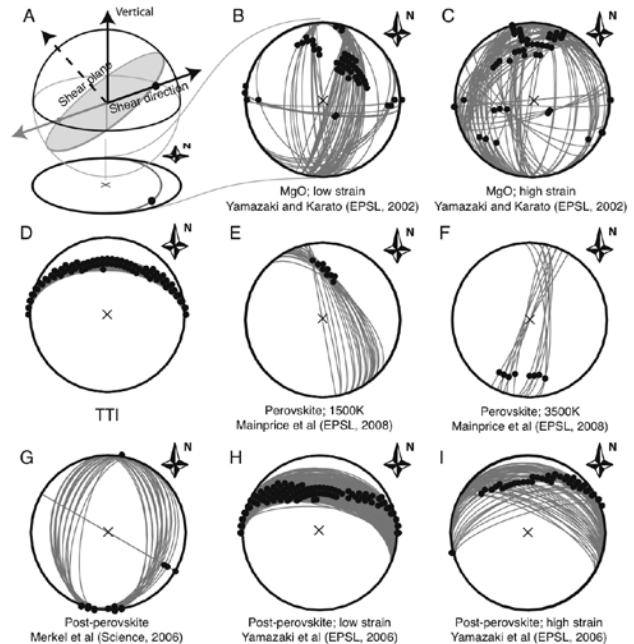 A
Vertical
Shear plane
Shear direction
N
B
N
MgO; low strain
Yamazaki and Karato (EPSL, 2002)
C
N
MgO; high strain
Yamazaki and Karato (EPSL, 2002)
D
N
TTI
E
N
Perovskite; 1500K
Mainprice et al (EPSL, 2008)
F
N
Perovskite; 3500K
Mainprice et al (EPSL, 2008)
G
N
Post-perovskite
Merkel et al (Science, 2006)
H
N
Post-perovskite; low strain
Yamazaki et al (EPSL, 2006)
I
N
Post-perovskite; high strain
Yamazaki et al (EPSL, 2006)